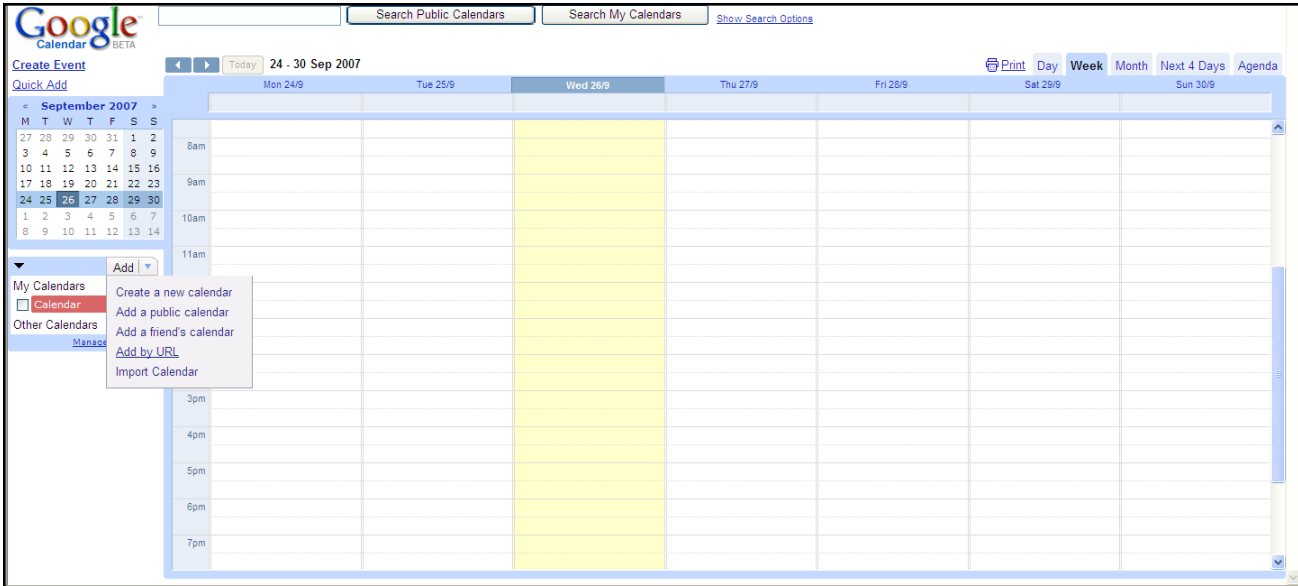 Google
Calendar BETA
Search Public Calendars
Search My Calendars
Show Search Options
Create Event
Quick Add
Today
24 - 30 Sep 2007
Print
Day
Week
Month
Next 4 Days
Agenda
« September 2007 »
M T W T F S S
27 28 29 30 31 1 2
3 4 5 6 7 8 9
10 11 12 13 14 15 16
17 18 19 20 21 22 23
24 25 26 27 28 29 30
1 2 3 4 5 6 7
8 9 10 11 12 13 14
Mon 24/9
Tue 25/9
Wed 26/9
Thu 27/9
Fri 28/9
Sat 29/9
Sun 30/9
Add
My Calendars
Calendar
Other Calendars
Manage
Create a new calendar
Add a public calendar
Add a friend's calendar
Add by URL
Import Calendar
8am
9am
10am
11am
3pm
4pm
5pm
6pm
7pm